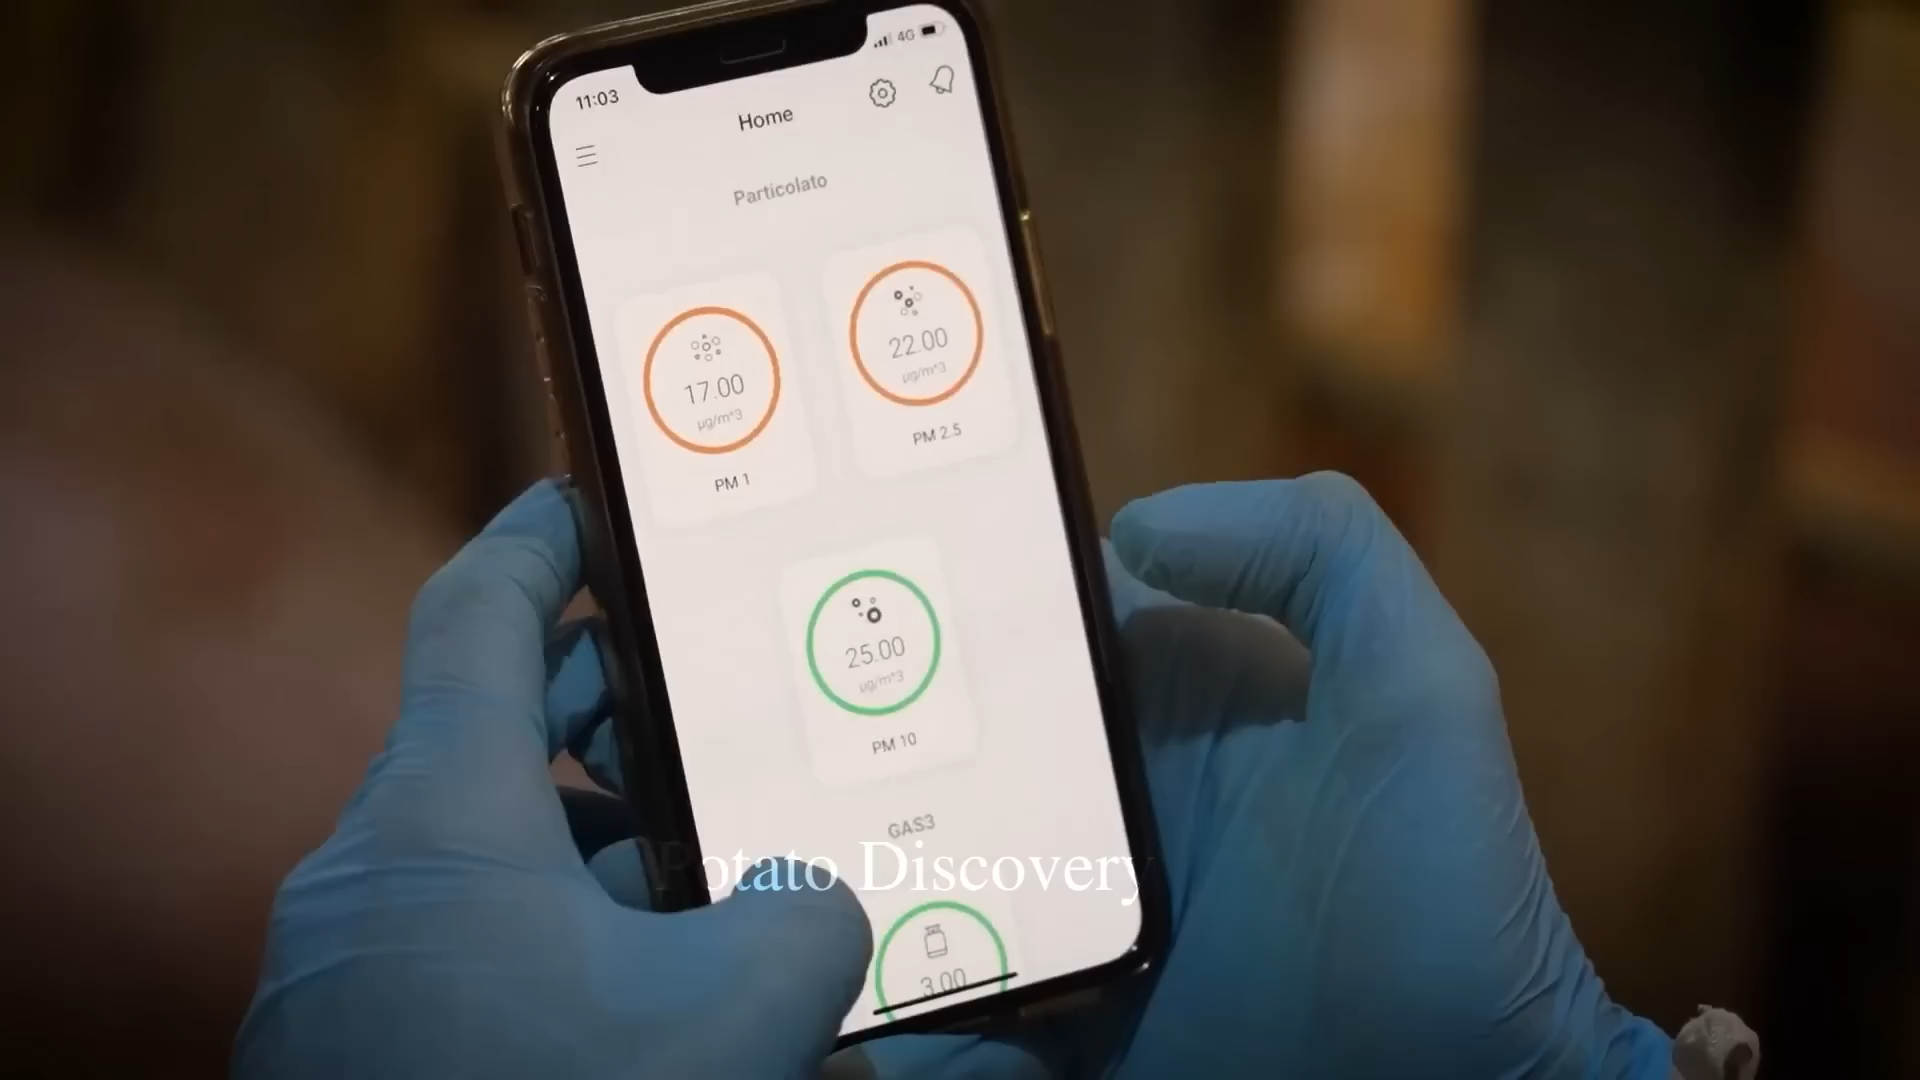 11:03
4G
Home
Particolato
17.00
µg/m^3
PM 1
22.00
µg/m^3
PM 2.5
25.00
µg/m^3
PM 10
GAS3
Potato Discovery
3.00